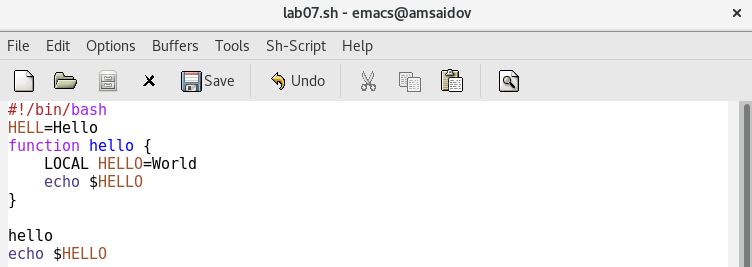 lab07.sh - emacs@amsaidov
×
File Edit Options Buffers Tools Sh-Script Help
Save Undo
#!/bin/bash
HELL=Hello
function hello {
    LOCAL HELLO=World
    echo $HELLO
}
hello
echo $HELLO